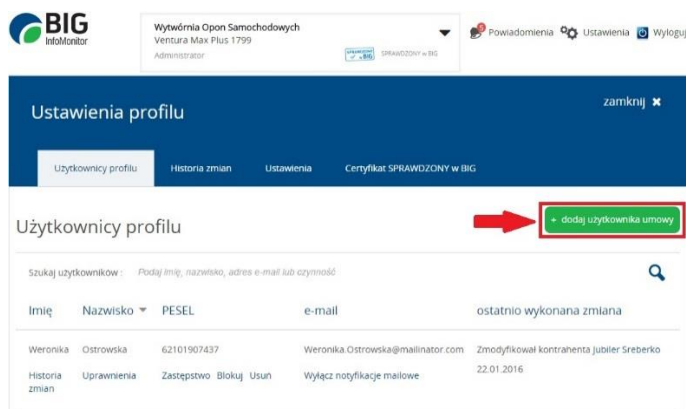 BIG
InfoMonitor
Wytwórnia Opon Samochodowych
Ventura Max Plus 1799
Administrator
SPRAWDZONY w BIG
SPRAWDZONY w BIG
5
Powiadomienia
Ustawienia
Wyloguj
Ustawienia profilu
zamknij ×
Użytkownicy profilu
Historia zmian
Ustawienia
Certyfikat SPRAWDZONY w BIG
Użytkownicy profilu
+ dodaj użytkownika umowy
Szukaj użytkowników : Podaj imię, nazwisko, adres e-mail lub czynność
Imię Nazwisko PESEL e-mail ostatnio wykonana zmiana
Weronika Ostrowska 62101907437 Weronika.Ostrowska@mailinator.com Zmodyfikował kontrahenta Jubiler Sreberko
22.01.2016
Historia zmian Uprawnienia Zastępstwo Blokuj Usuń Wyłącz notyfikacje mailowe